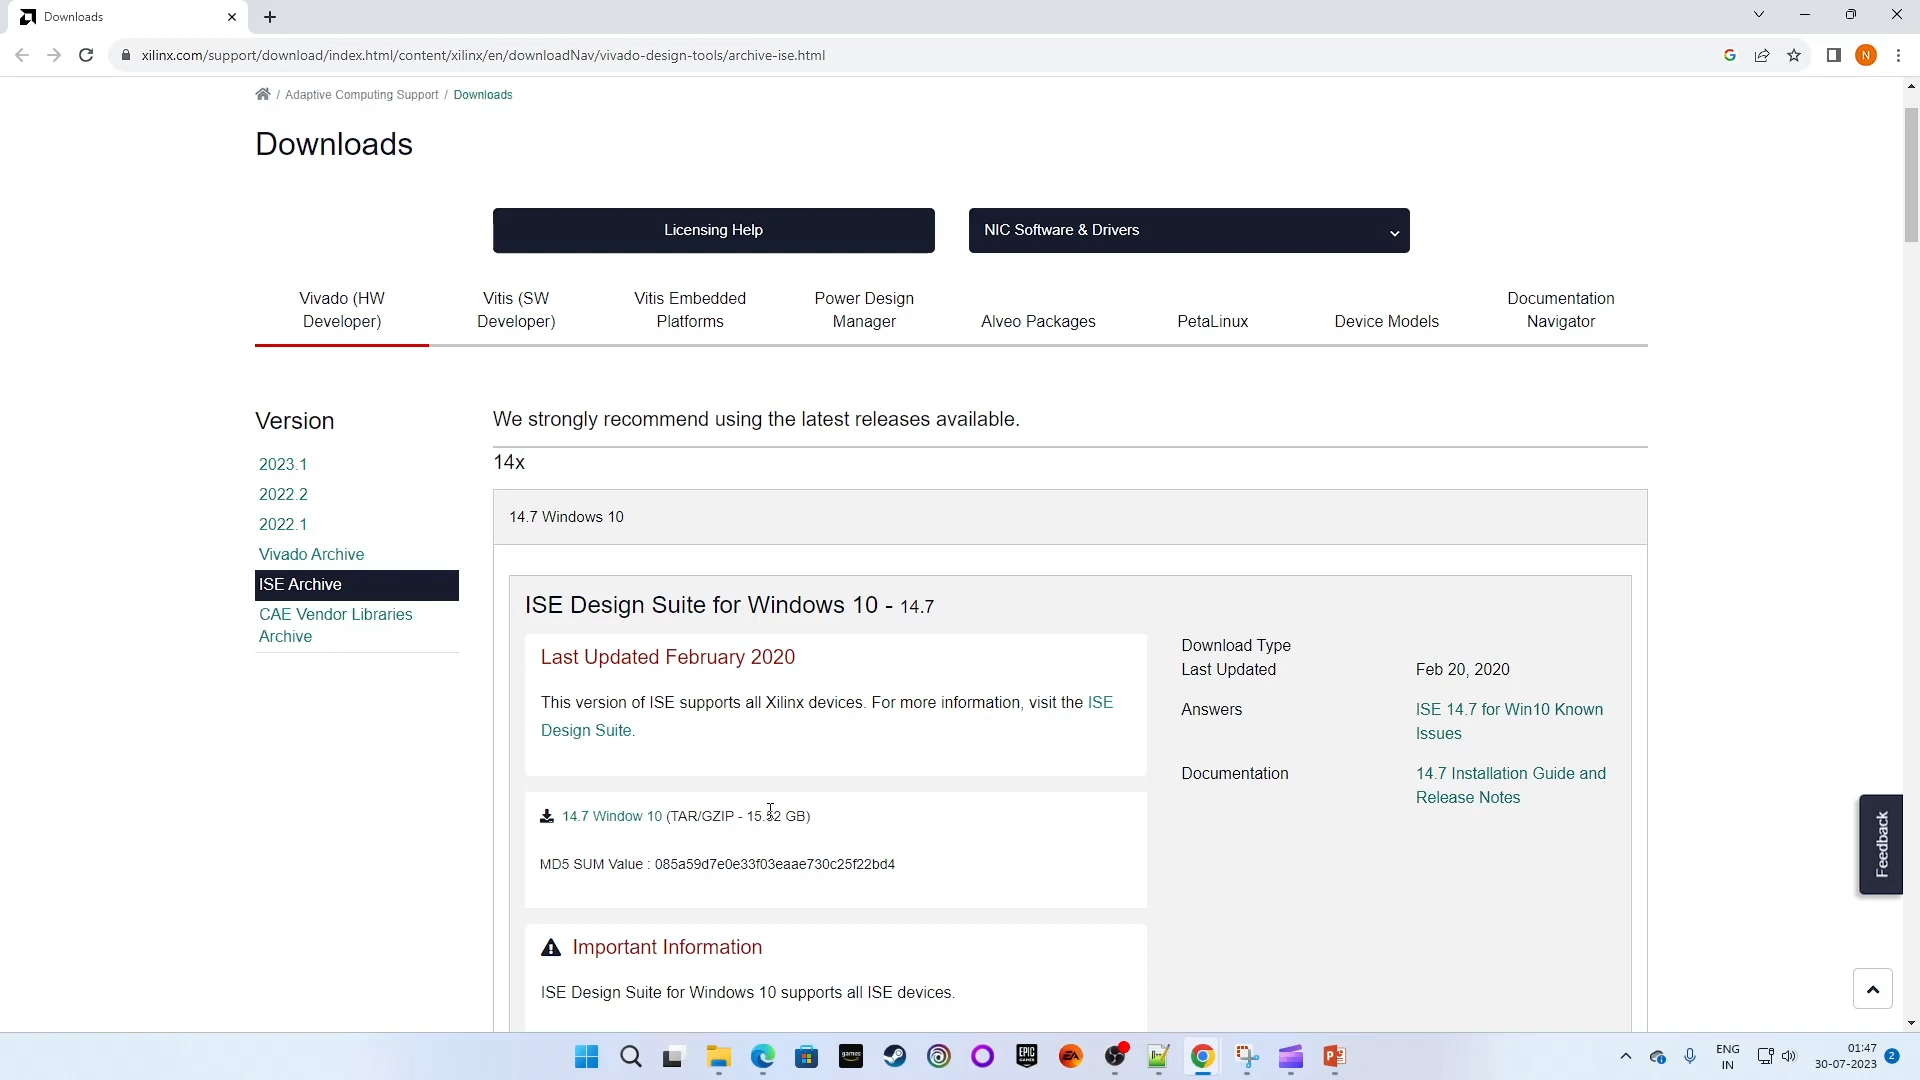 Downloads
xilinx.com/support/download/index.html/content/xilinx/en/downloadNav/vivado-design-tools/archive-ise.html
N
/ Adaptive Computing Support / Downloads
Downloads
Licensing Help
NIC Software & Drivers
Vivado (HW Developer)
Vitis (SW Developer)
Vitis Embedded Platforms
Power Design Manager
Alveo Packages
PetaLinux
Device Models
Documentation Navigator
Version
2023.1
2022.2
2022.1
Vivado Archive
ISE Archive
CAE Vendor Libraries
Archive
We strongly recommend using the latest releases available.
14x
14.7 Windows 10
ISE Design Suite for Windows 10 - 14.7
Last Updated February 2020
This version of ISE supports all Xilinx devices. For more information, visit the ISE
Design Suite.
14.7 Window 10 (TAR/GZIP - 15.52 GB)
MD5 SUM Value : 085a59d7e0e33f03eaae730c25f22bd4
Important Information
ISE Design Suite for Windows 10 supports all ISE devices.
Download Type
Last Updated Feb 20, 2020
Answers ISE 14.7 for Win10 Known
Issues
Documentation 14.7 Installation Guide and
Release Notes
Feedback
games
EPIC
GAMES
EA
ENG
IN
01:47
30-07-2023
2